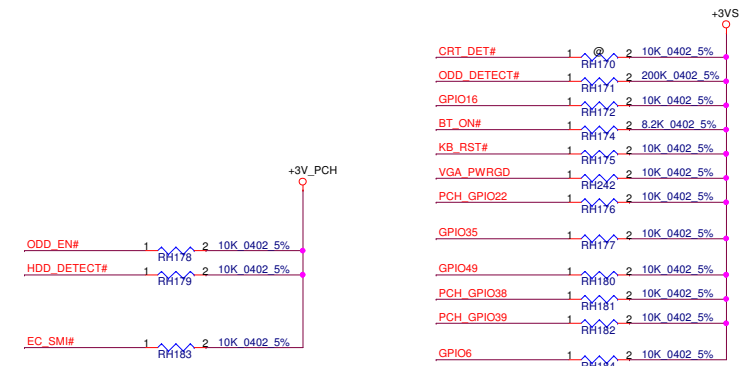 +3VS
CRT_DET# 1 @ 2 10K_0402_5%
RH170
ODD_DETECT# 1 2 200K_0402_5%
RH171
GPIO16 1 2 10K_0402_5%
RH172
BT_ON# 1 2 8.2K_0402_5%
RH174
KB_RST# 1 2 10K_0402_5%
RH175
VGA_PWRGD 1 2 10K_0402_5%
RH242
PCH_GPIO22 1 2 10K_0402_5%
RH176
GPIO35 1 2 10K_0402_5%
RH177
GPIO49 1 2 10K_0402_5%
RH180
PCH_GPIO38 1 2 10K_0402_5%
RH181
PCH_GPIO39 1 2 10K_0402_5%
RH182
GPIO6 1 2 10K_0402_5%
+3V_PCH
ODD_EN# 1 2 10K_0402_5%
RH178
HDD_DETECT# 1 2 10K_0402_5%
RH179
EC_SMI# 1 2 10K_0402_5%
RH183